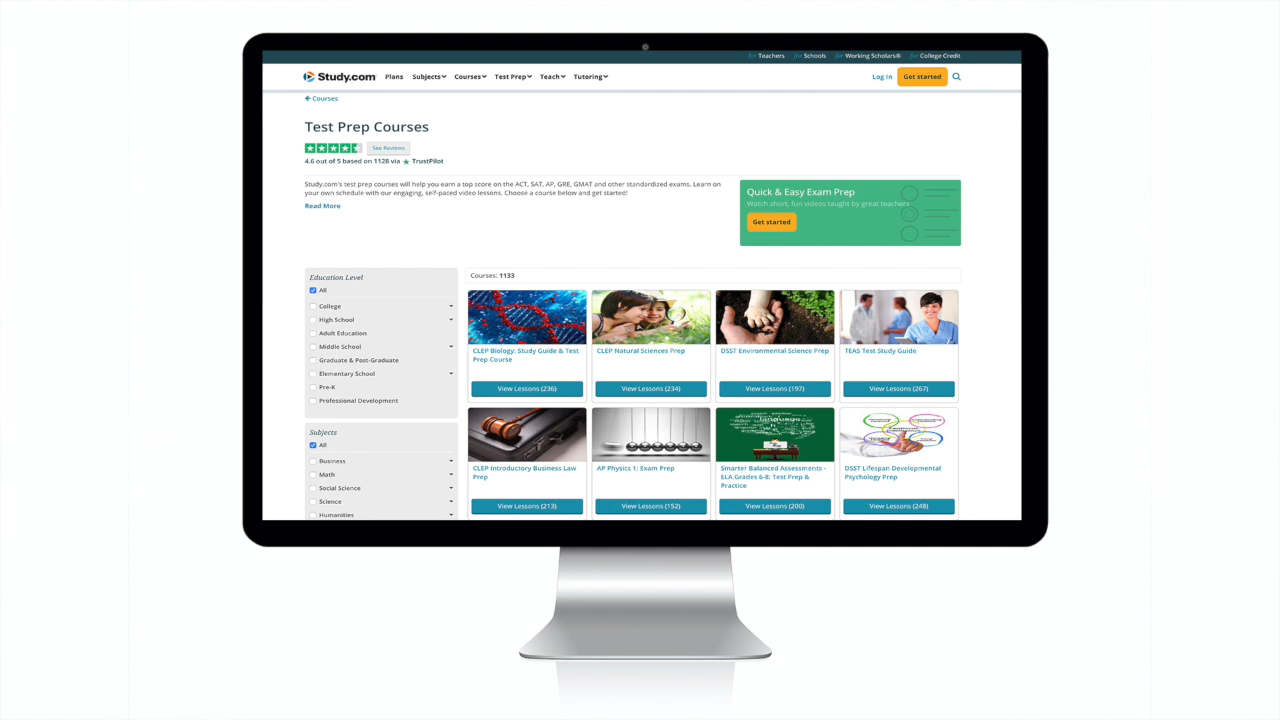 for Teachers for Schools for Working Scholars® for College Credit
Study.com Plans Subjects Courses Test Prep Teach Tutoring Log In Get started
Courses
Test Prep Courses
See Reviews
4.6 out of 5 based on 1128 via TrustPilot
Study.com's test prep courses will help you earn a top score on the ACT, SAT, AP, GRE, GMAT and other standardized exams. Learn on
your own schedule with our engaging, self-paced video lessons. Choose a course below and get started!
Read More
Quick & Easy Exam Prep
Watch short, fun videos taught by great teachers
Get started
Education Level
All
College
High School
Adult Education
Middle School
Graduate & Post-Graduate
Elementary School
Pre-K
Professional Development
Subjects
All
Business
Math
Social Science
Science
Humanities
Courses: 1133
CLEP Biology: Study Guide & Test
Prep Course
View Lessons (236)
CLEP Natural Sciences Prep
View Lessons (234)
DSST Environmental Science Prep
View Lessons (197)
TEAS Test Study Guide
View Lessons (267)
CLEP Introductory Business Law
Prep
View Lessons (213)
AP Physics 1: Exam Prep
View Lessons (152)
language
Smarter Balanced Assessments -
ELA Grades 6-8: Test Prep &
Practice
View Lessons (200)
DSST Lifespan Developmental
Psychology Prep
View Lessons (248)